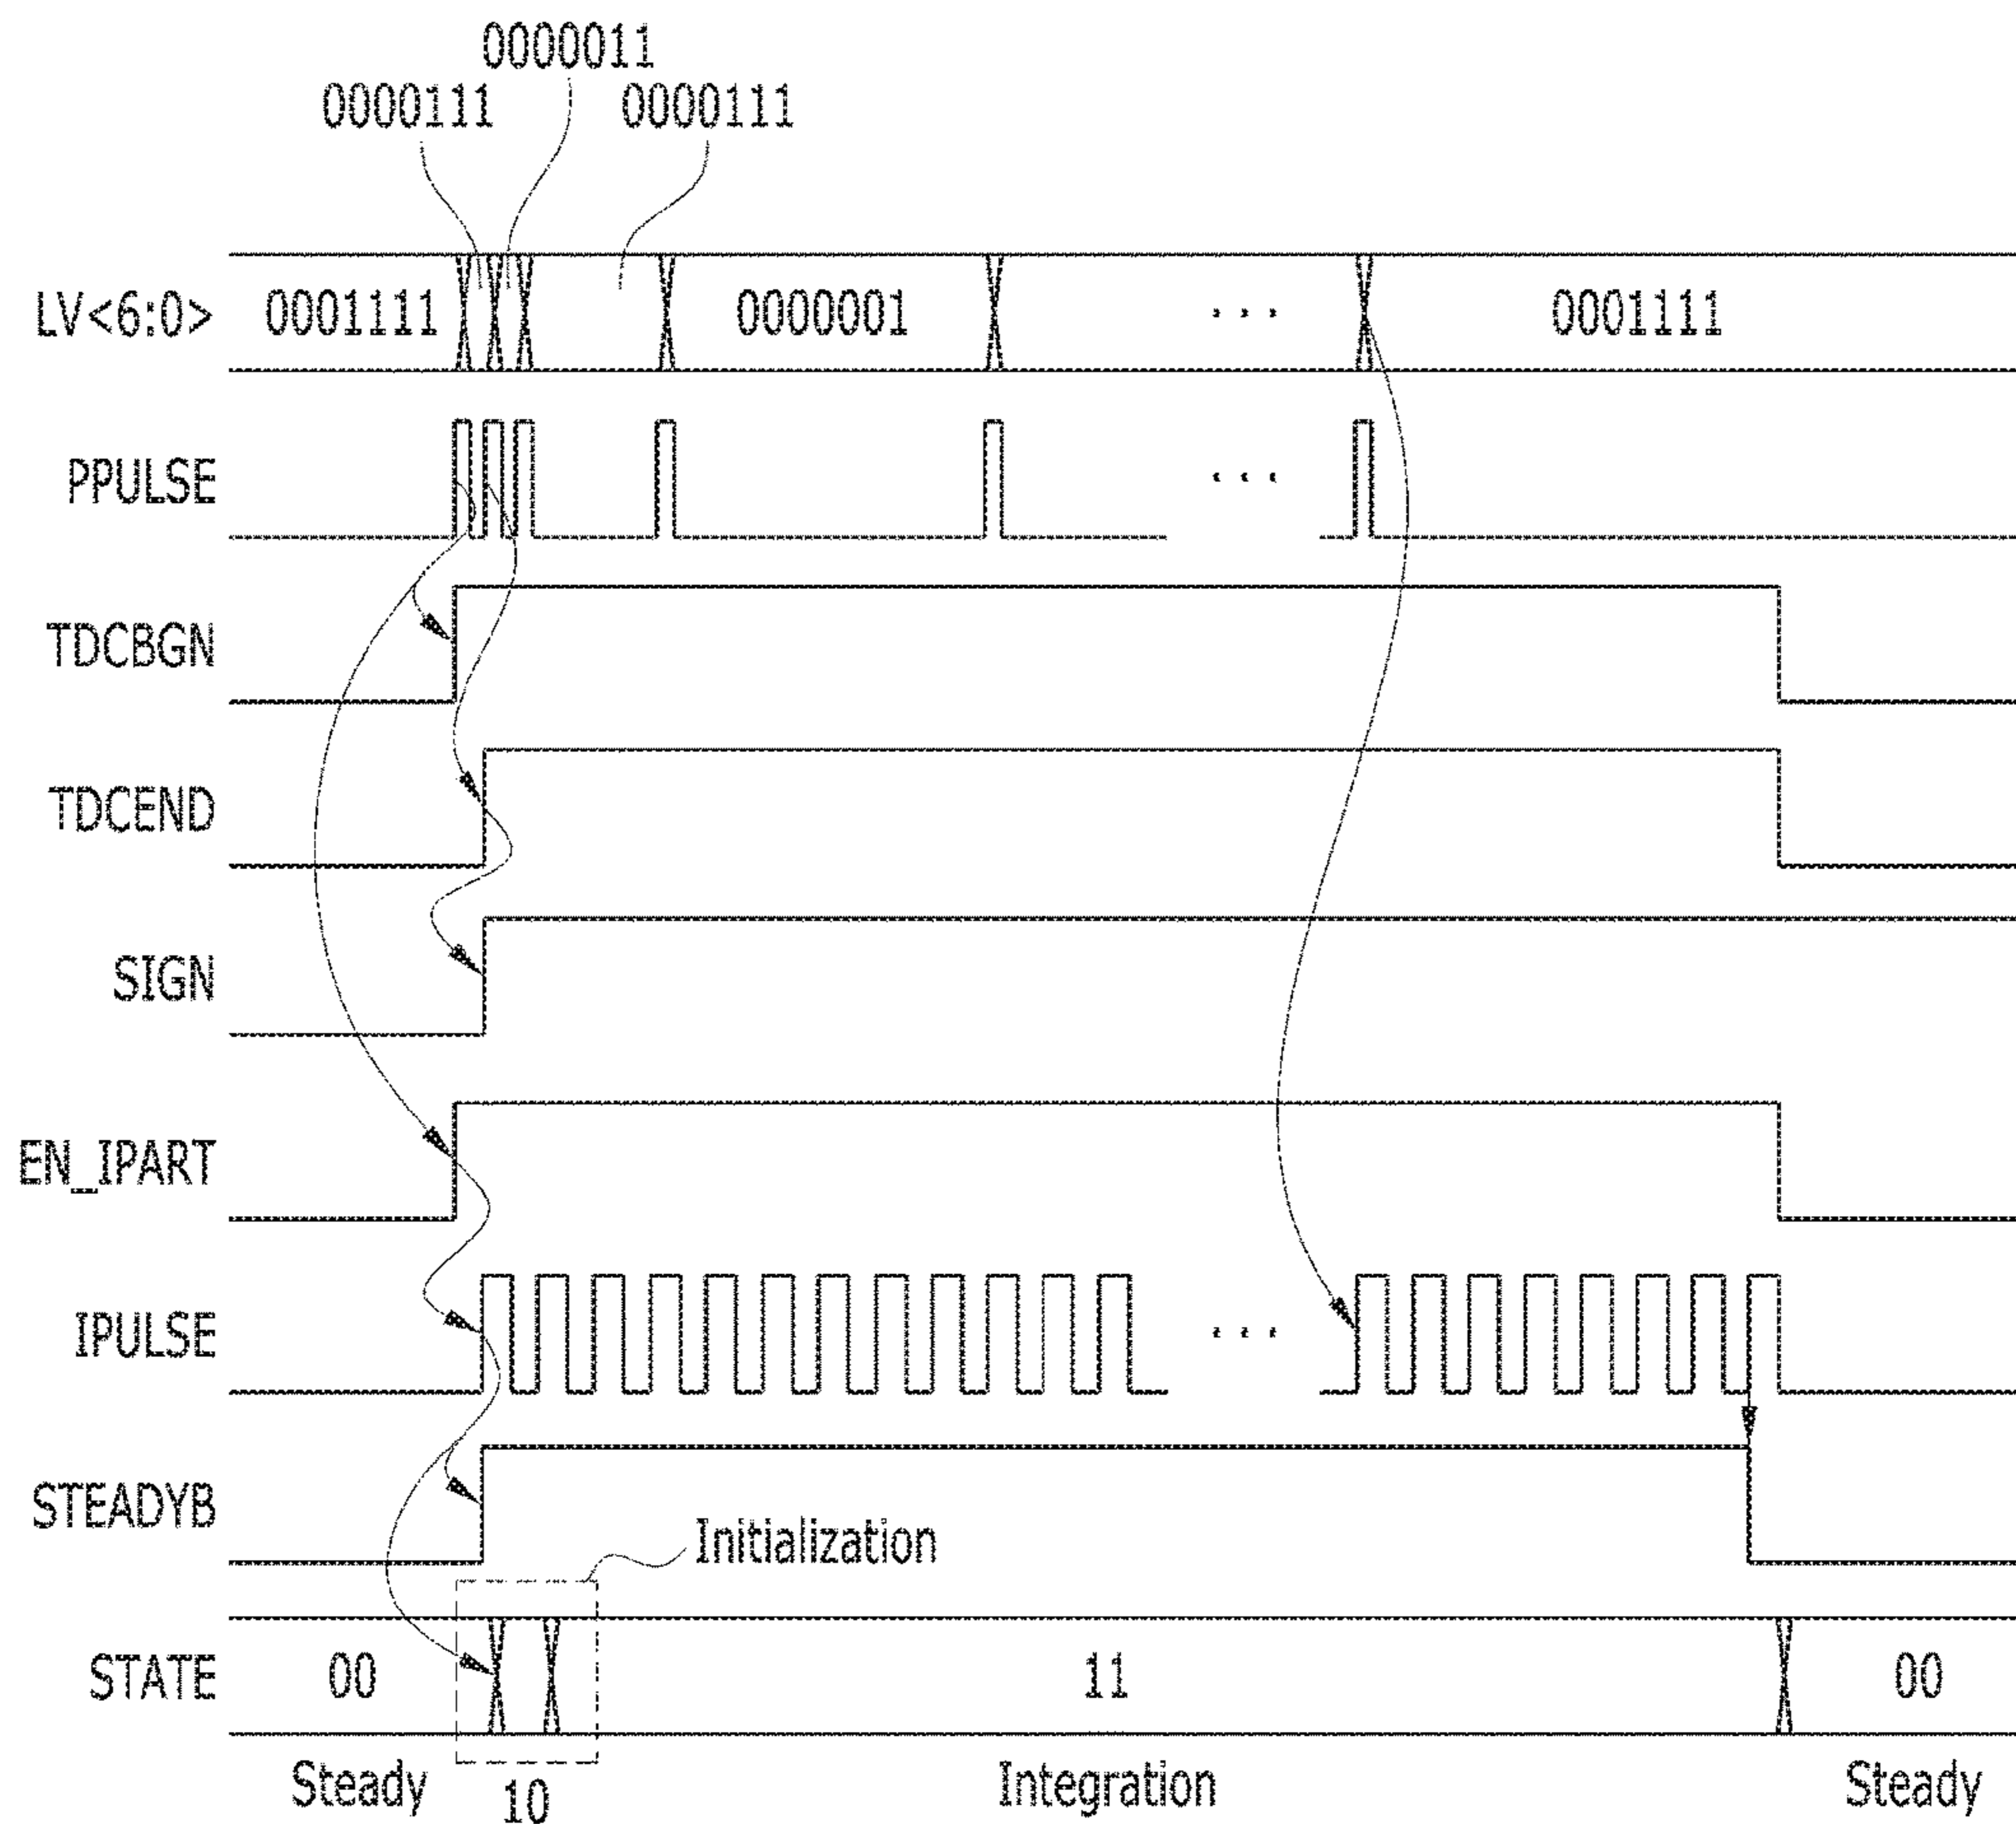 0000011
0000111 0000111
LV<6:0> 0001111 0000001 ... 0001111
PPULSE ...
TDCBGN
TDCEND
SIGN
EN_IPART
IPULSE ...
STEADYB
Initialization
STATE 00 11 00
Steady 10 Integration Steady